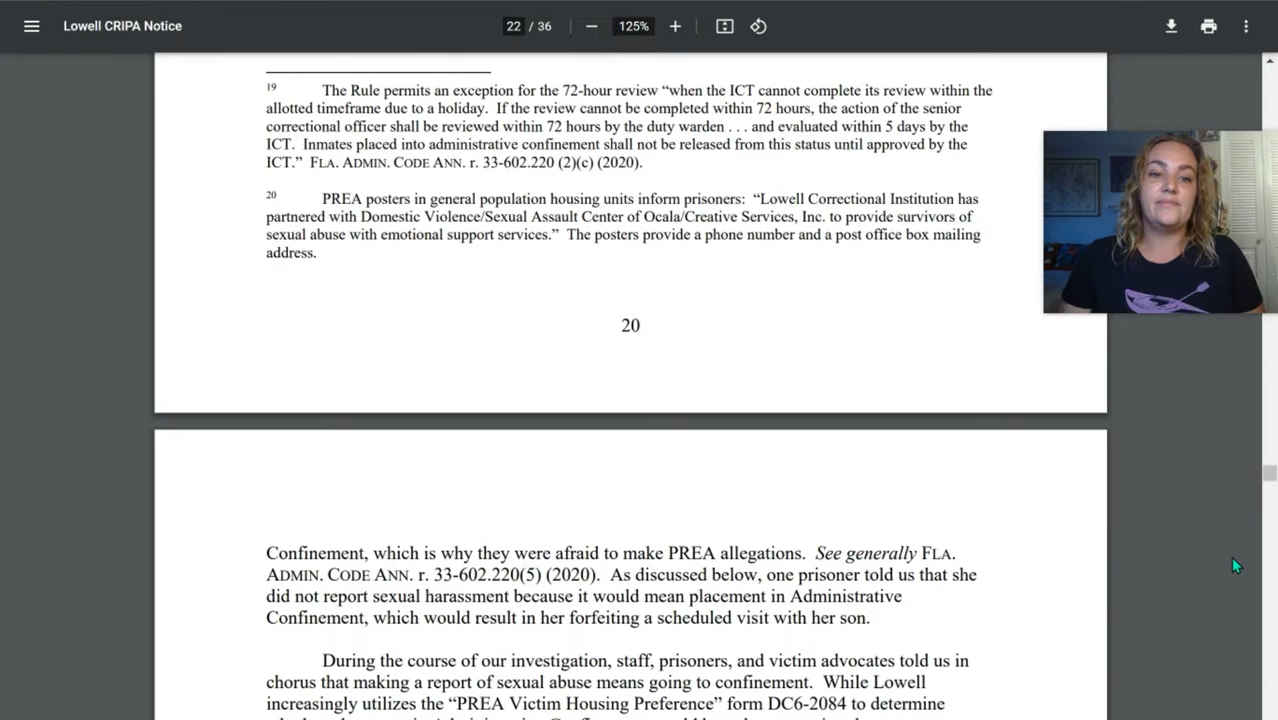 Lowell CRIPA Notice
22 / 36
125%
19 The Rule permits an exception for the 72-hour review “when the ICT cannot complete its review within the
allotted timeframe due to a holiday. If the review cannot be completed within 72 hours, the action of the senior
correctional officer shall be reviewed within 72 hours by the duty warden . . . and evaluated within 5 days by the
ICT. Inmates placed into administrative confinement shall not be released from this status until approved by the
ICT.” FLA. ADMIN. CODE ANN. r. 33-602.220 (2)(c) (2020).
20 PREA posters in general population housing units inform prisoners: “Lowell Correctional Institution has
partnered with Domestic Violence/Sexual Assault Center of Ocala/Creative Services, Inc. to provide survivors of
sexual abuse with emotional support services.” The posters provide a phone number and a post office box mailing
address.
20
Confinement, which is why they were afraid to make PREA allegations. See generally FLA.
ADMIN. CODE ANN. r. 33-602.220(5) (2020). As discussed below, one prisoner told us that she
did not report sexual harassment because it would mean placement in Administrative
Confinement, which would result in her forfeiting a scheduled visit with her son.
During the course of our investigation, staff, prisoners, and victim advocates told us in
chorus that making a report of sexual abuse means going to confinement. While Lowell
increasingly utilizes the “PREA Victim Housing Preference” form DC6-2084 to determine